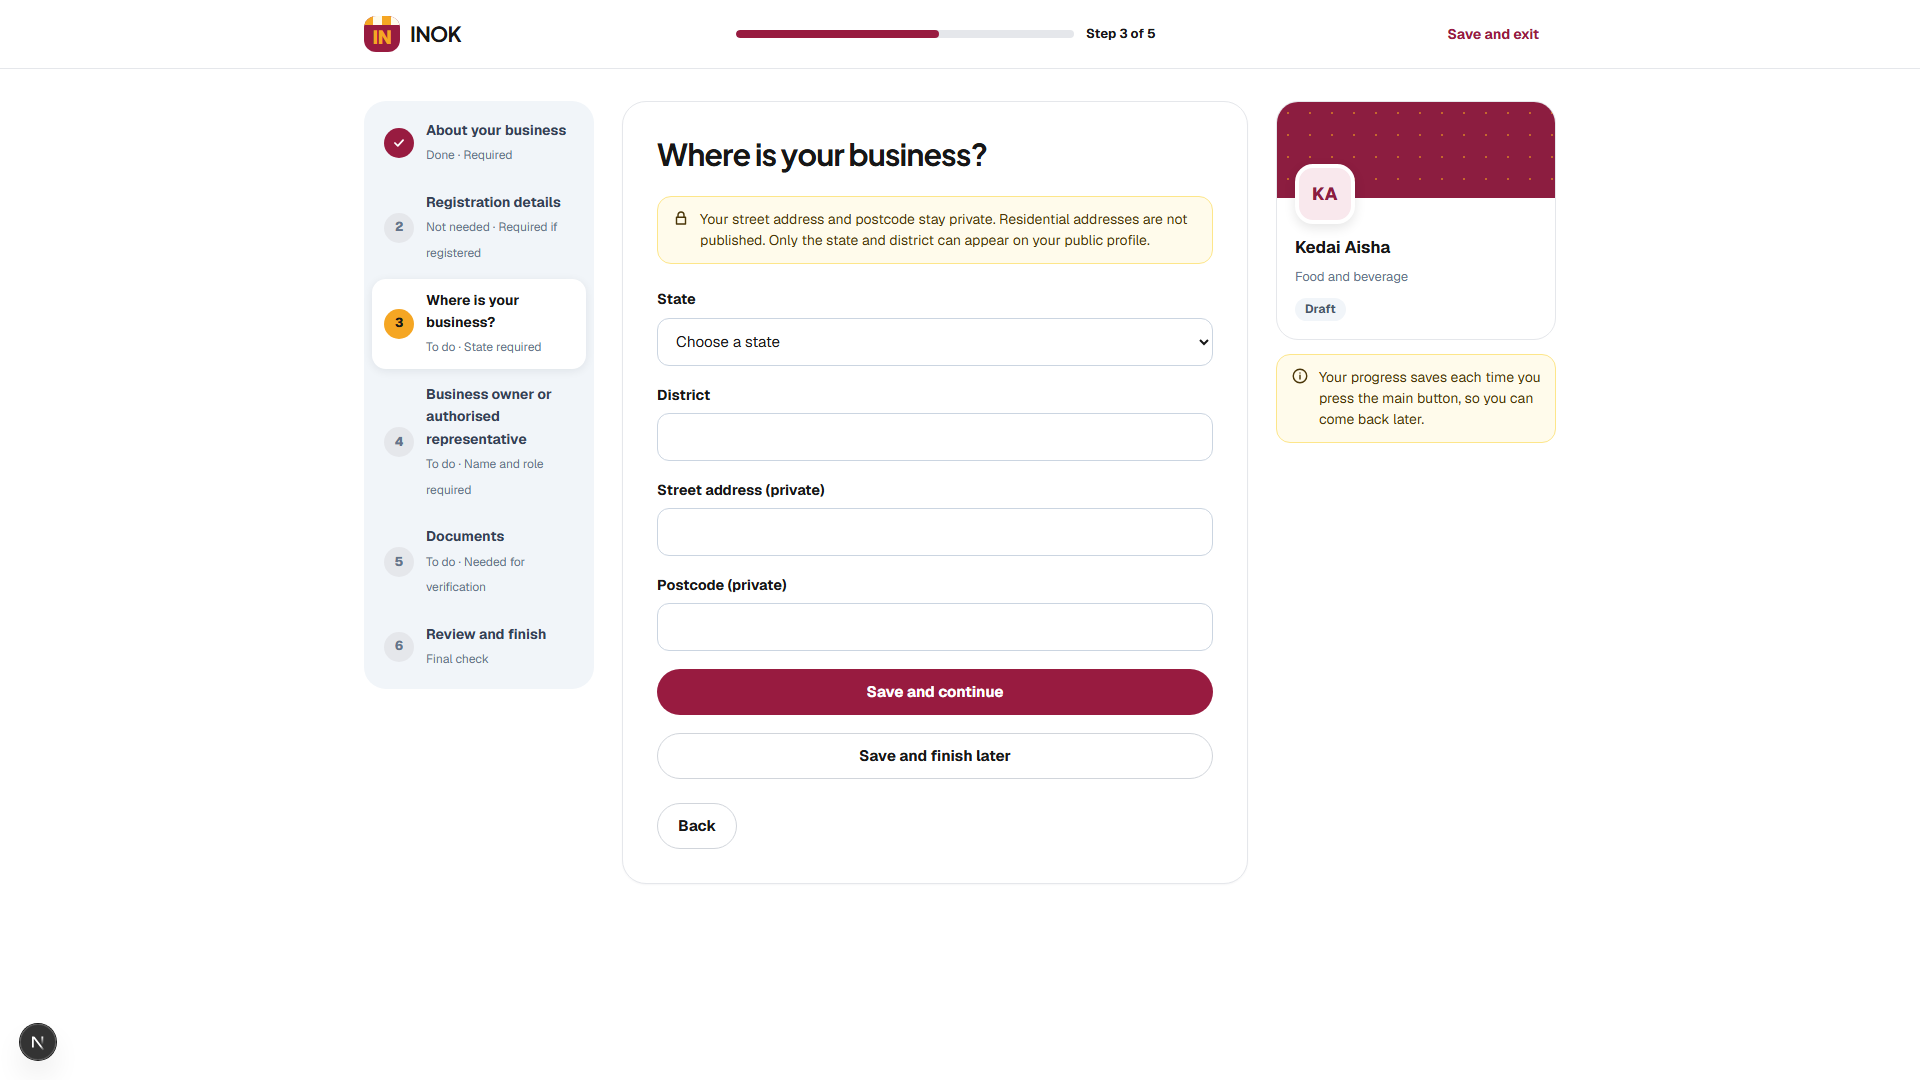 IN INOK
Step 3 of 5
Save and exit
About your business
Done · Required
2
Registration details
Not needed · Required if
registered
3
Where is your
business?
To do · State required
4
Business owner or
authorised
representative
To do · Name and role
required
5
Documents
To do · Needed for
verification
6
Review and finish
Final check
Where is your business?
Your street address and postcode stay private. Residential addresses are not
published. Only the state and district can appear on your public profile.
State
Choose a state
District
Street address (private)
Postcode (private)
Save and continue
Save and finish later
Back
KA
Kedai Aisha
Food and beverage
Draft
Your progress saves each time you
press the main button, so you can
come back later.
N